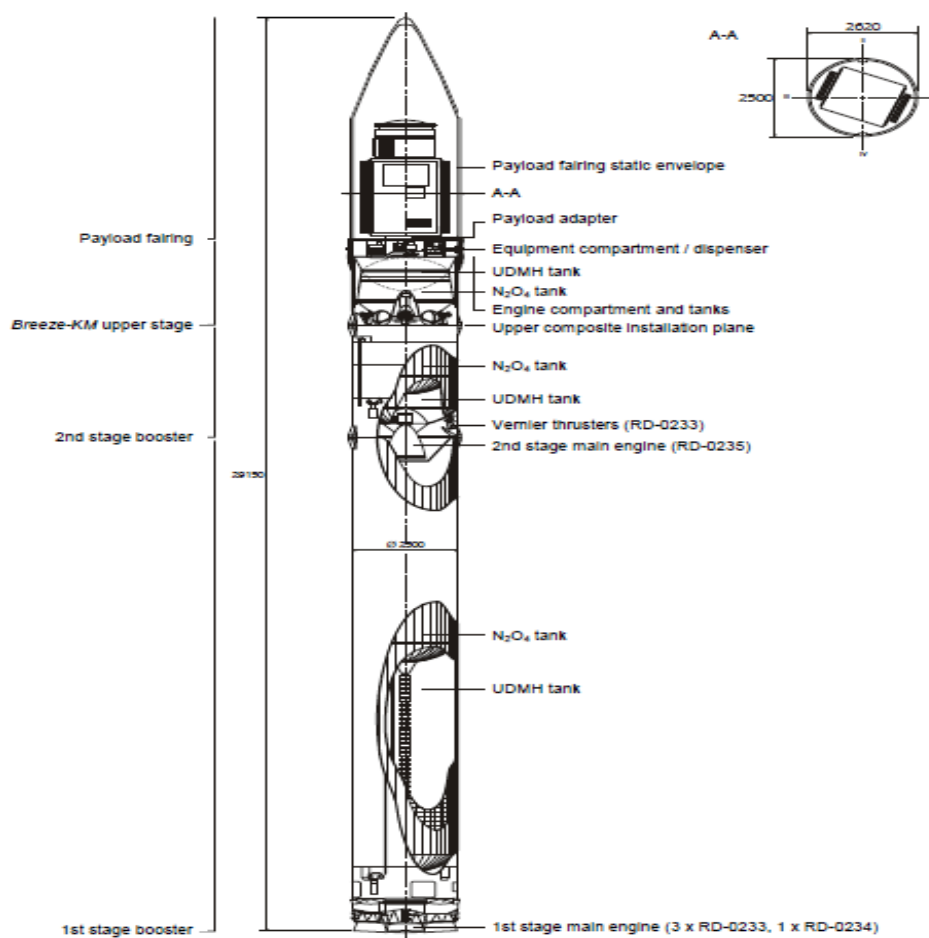 A-A
2620
2500
II
III
IV
Payload fairing static envelope
A-A
Payload adapter
Payload fairing
Equipment compartment / dispenser
UDMH tank
N₂O₄ tank
Engine compartment and tanks
Breeze-KM upper stage
Upper composite installation plane
N₂O₄ tank
UDMH tank
Vernier thrusters (RD-0233)
2nd stage booster
2nd stage main engine (RD-0235)
29150
Ø 2500
N₂O₄ tank
UDMH tank
1st stage main engine (3 x RD-0233, 1 x RD-0234)
1st stage booster